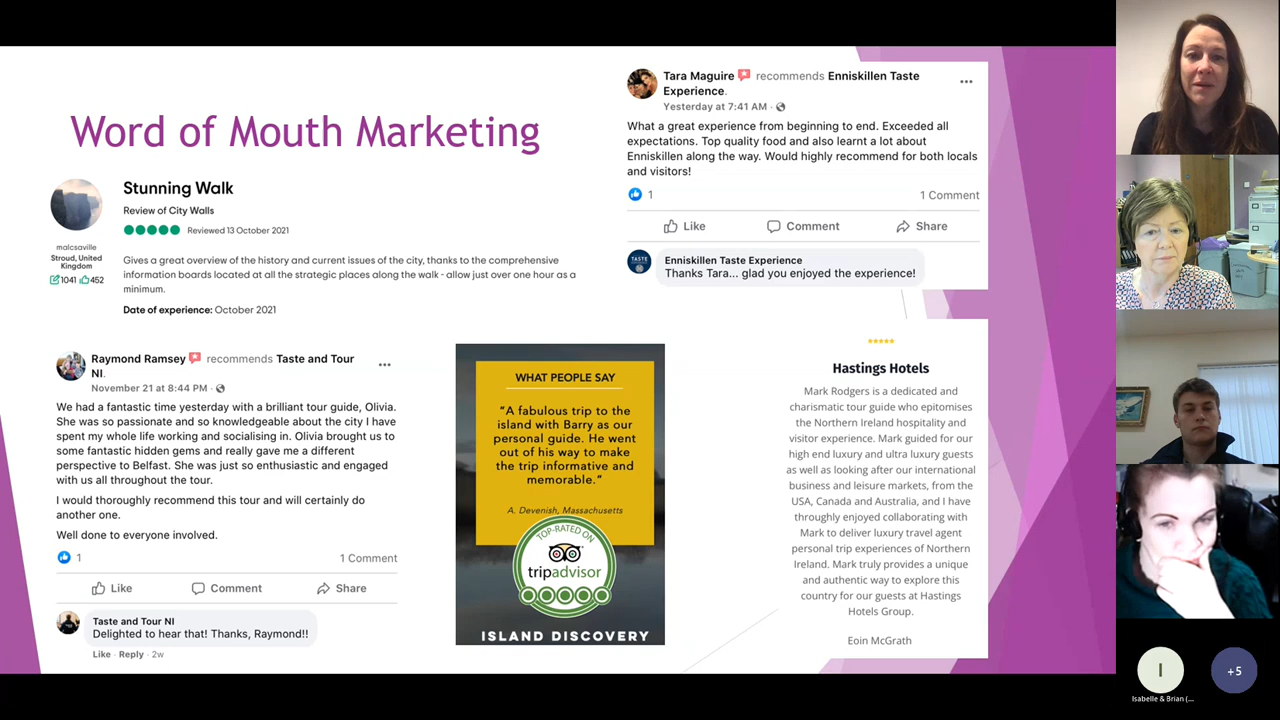 Word of Mouth Marketing
Stunning Walk
Review of City Walls
Reviewed 13 October 2021
malcsaville
Stroud, United
Kingdom
1041 452
Gives a great overview of the history and current issues of the city, thanks to the comprehensive
information boards located at all the strategic places along the walk - allow just over one hour as a
minimum.
Date of experience: October 2021
Tara Maguire recommends Enniskillen Taste
Experience.
Yesterday at 7:41 AM ·
What a great experience from beginning to end. Exceeded all
expectations. Top quality food and also learnt a lot about
Enniskillen along the way. Would highly recommend for both locals
and visitors!
1 1 Comment
Like Comment Share
TASTE
Enniskillen Taste Experience
Thanks Tara... glad you enjoyed the experience!
Raymond Ramsey recommends Taste and Tour
NI.
November 21 at 8:44 PM ·
We had a fantastic time yesterday with a brilliant tour guide, Olivia.
She was so passionate and so knowledgeable about the city I have
spent my whole life working and socialising in. Olivia brought us to
some fantastic hidden gems and really gave me a different
perspective to Belfast. She was just so enthusiastic and engaged
with us all throughout the tour.
I would thoroughly recommend this tour and will certainly do
another one.
Well done to everyone involved.
1 1 Comment
Like Comment Share
Taste and Tour NI
Delighted to hear that! Thanks, Raymond!!
Like · Reply · 2w
WHAT PEOPLE SAY
“A fabulous trip to the
island with Barry as our
personal guide. He went
out of his way to make
the trip informative and
memorable.”
A. Devenish, Massachusetts
TOP-RATED ON
tripadvisor
ISLAND DISCOVERY
Hastings Hotels
Mark Rodgers is a dedicated and
charismatic tour guide who epitomises
the Northern Ireland hospitality and
visitor experience. Mark guided for our
high end luxury and ultra luxury guests
as well as looking after our international
business and leisure markets, from the
USA, Canada and Australia, and I have
throughly enjoyed collaborating with
Mark to deliver luxury travel agent
personal trip experiences of Northern
Ireland. Mark truly provides a unique
and authentic way to explore this
country for our guests at Hastings
Hotels Group.
Eoin McGrath
I
+5
Isabelle & Brian (...